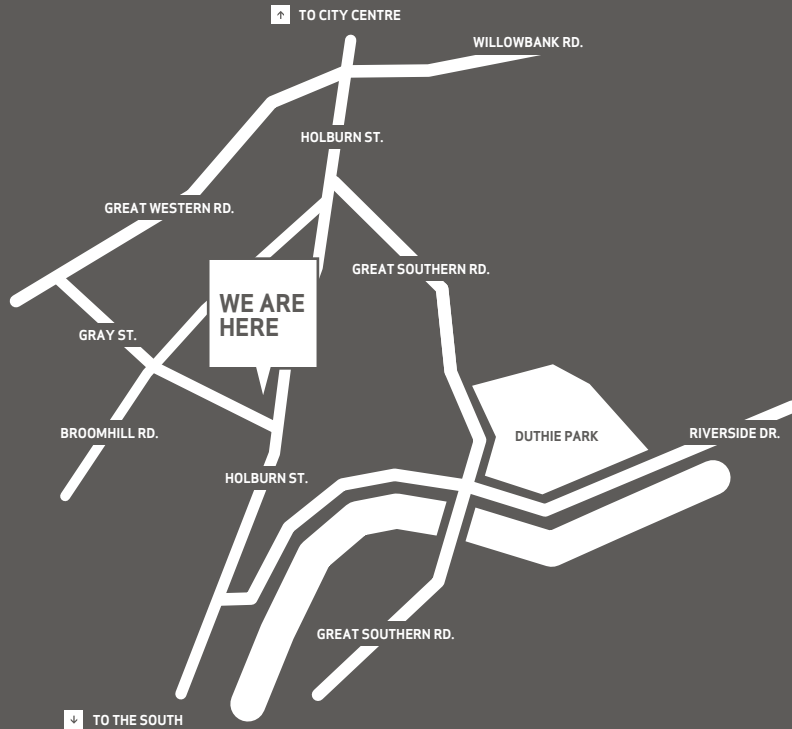 ↑ TO CITY CENTRE
WILLOWBANK RD.
HOLBURN ST.
GREAT WESTERN RD.
GREAT SOUTHERN RD.
WE ARE
HERE
GRAY ST.
BROOMHILL RD.
DUTHIE PARK
RIVERSIDE DR.
HOLBURN ST.
GREAT SOUTHERN RD.
↓ TO THE SOUTH